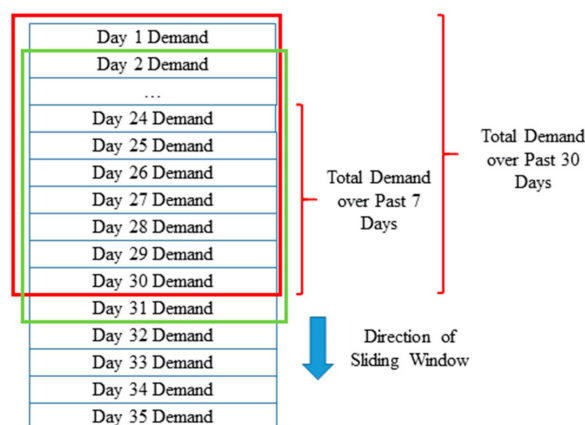 Day 1 Demand
Day 2 Demand
...
Day 24 Demand
Day 25 Demand
Day 26 Demand
Day 27 Demand
Day 28 Demand
Day 29 Demand
Day 30 Demand
Day 31 Demand
Day 32 Demand
Day 33 Demand
Day 34 Demand
Day 35 Demand
Total Demand
over Past 7
Days
Total Demand
over Past 30
Days
Direction of
Sliding Window